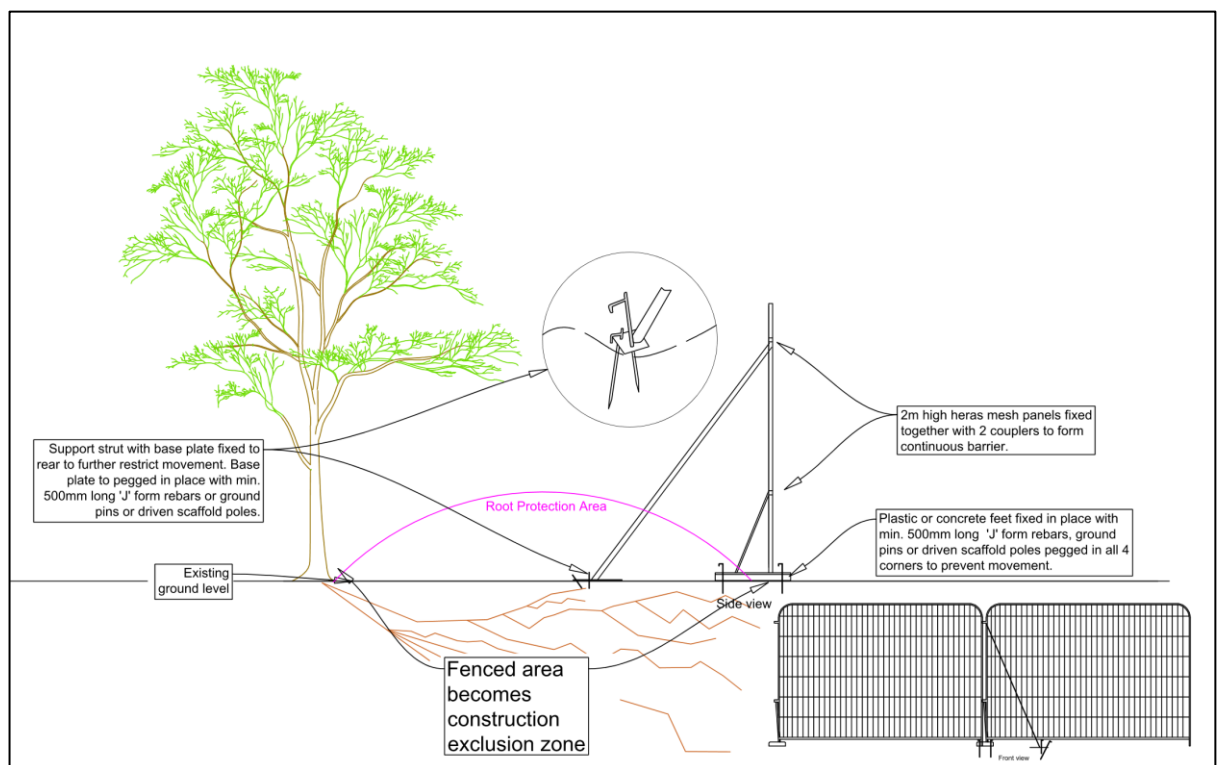 Support strut with base plate fixed to
rear to further restrict movement. Base
plate to pegged in place with min.
500mm long 'J' form rebars or ground
pins or driven scaffold poles.
2m high heras mesh panels fixed
together with 2 couplers to form
continuous barrier.
Root Protection Area
Plastic or concrete feet fixed in place with
min. 500mm long 'J' form rebars, ground
pins or driven scaffold poles pegged in all 4
corners to prevent movement.
Existing
ground level
Side view
Fenced area
becomes
construction
exclusion zone
Front view